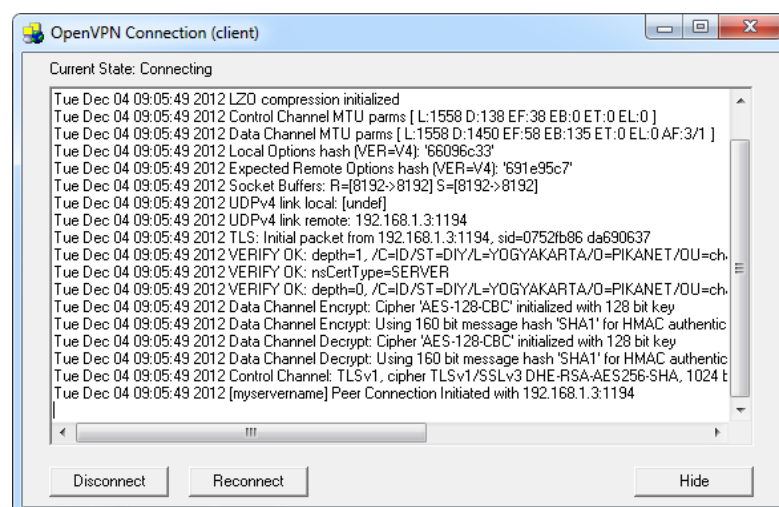 OpenVPN Connection (client)
Current State: Connecting
Tue Dec 04 09:05:49 2012 LZO compression initialized
Tue Dec 04 09:05:49 2012 Control Channel MTU parms [ L:1558 D:138 EF:38 EB:0 ET:0 EL:0 ]
Tue Dec 04 09:05:49 2012 Data Channel MTU parms [ L:1558 D:1450 EF:58 EB:135 ET:0 EL:0 AF:3/1 ]
Tue Dec 04 09:05:49 2012 Local Options hash (VER=V4): '66096c33'
Tue Dec 04 09:05:49 2012 Expected Remote Options hash (VER=V4): '691e95c7'
Tue Dec 04 09:05:49 2012 Socket Buffers: R=[8192->8192] S=[8192->8192]
Tue Dec 04 09:05:49 2012 UDPv4 link local: [undef]
Tue Dec 04 09:05:49 2012 UDPv4 link remote: 192.168.1.3:1194
Tue Dec 04 09:05:49 2012 TLS: Initial packet from 192.168.1.3:1194, sid=0752fb86 da690637
Tue Dec 04 09:05:49 2012 VERIFY OK: depth=1, /C=ID/ST=DIY/L=YOGYAKARTA/O=PIKANET/OU=ch
Tue Dec 04 09:05:49 2012 VERIFY OK: nsCertType=SERVER
Tue Dec 04 09:05:49 2012 VERIFY OK: depth=0, /C=ID/ST=DIY/L=YOGYAKARTA/O=PIKANET/OU=ch
Tue Dec 04 09:05:49 2012 Data Channel Encrypt: Cipher 'AES-128-CBC' initialized with 128 bit key
Tue Dec 04 09:05:49 2012 Data Channel Encrypt: Using 160 bit message hash 'SHA1' for HMAC authentic
Tue Dec 04 09:05:49 2012 Data Channel Decrypt: Cipher 'AES-128-CBC' initialized with 128 bit key
Tue Dec 04 09:05:49 2012 Data Channel Decrypt: Using 160 bit message hash 'SHA1' for HMAC authentic
Tue Dec 04 09:05:49 2012 Control Channel: TLSv1, cipher TLSv1/SSLv3 DHE-RSA-AES256-SHA, 1024 b
Tue Dec 04 09:05:49 2012 [myservername] Peer Connection Initiated with 192.168.1.3:1194
Disconnect Reconnect Hide